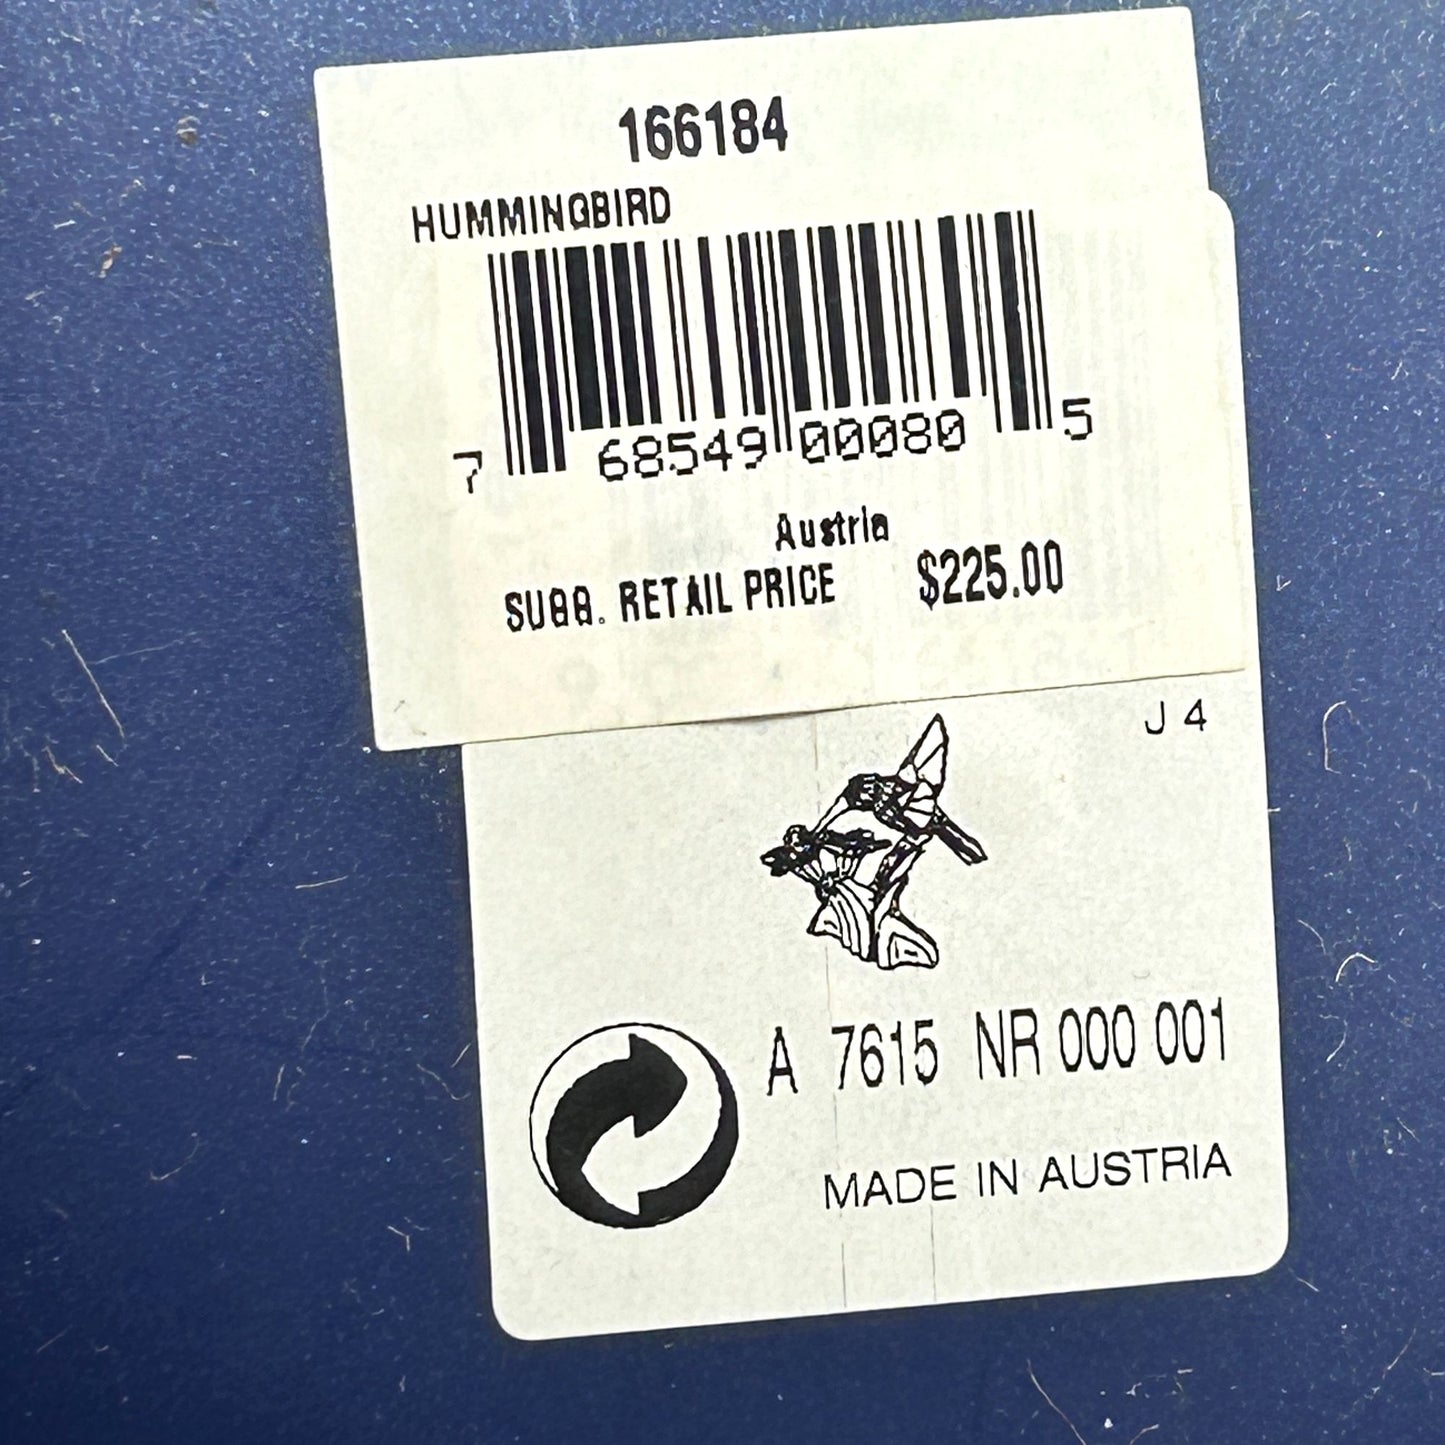 166184
HUMMINGBIRD
7 68549 00080 5
Austria
SUGG. RETAIL PRICE $225.00
J 4
A 7615 NR 000 001
MADE IN AUSTRIA